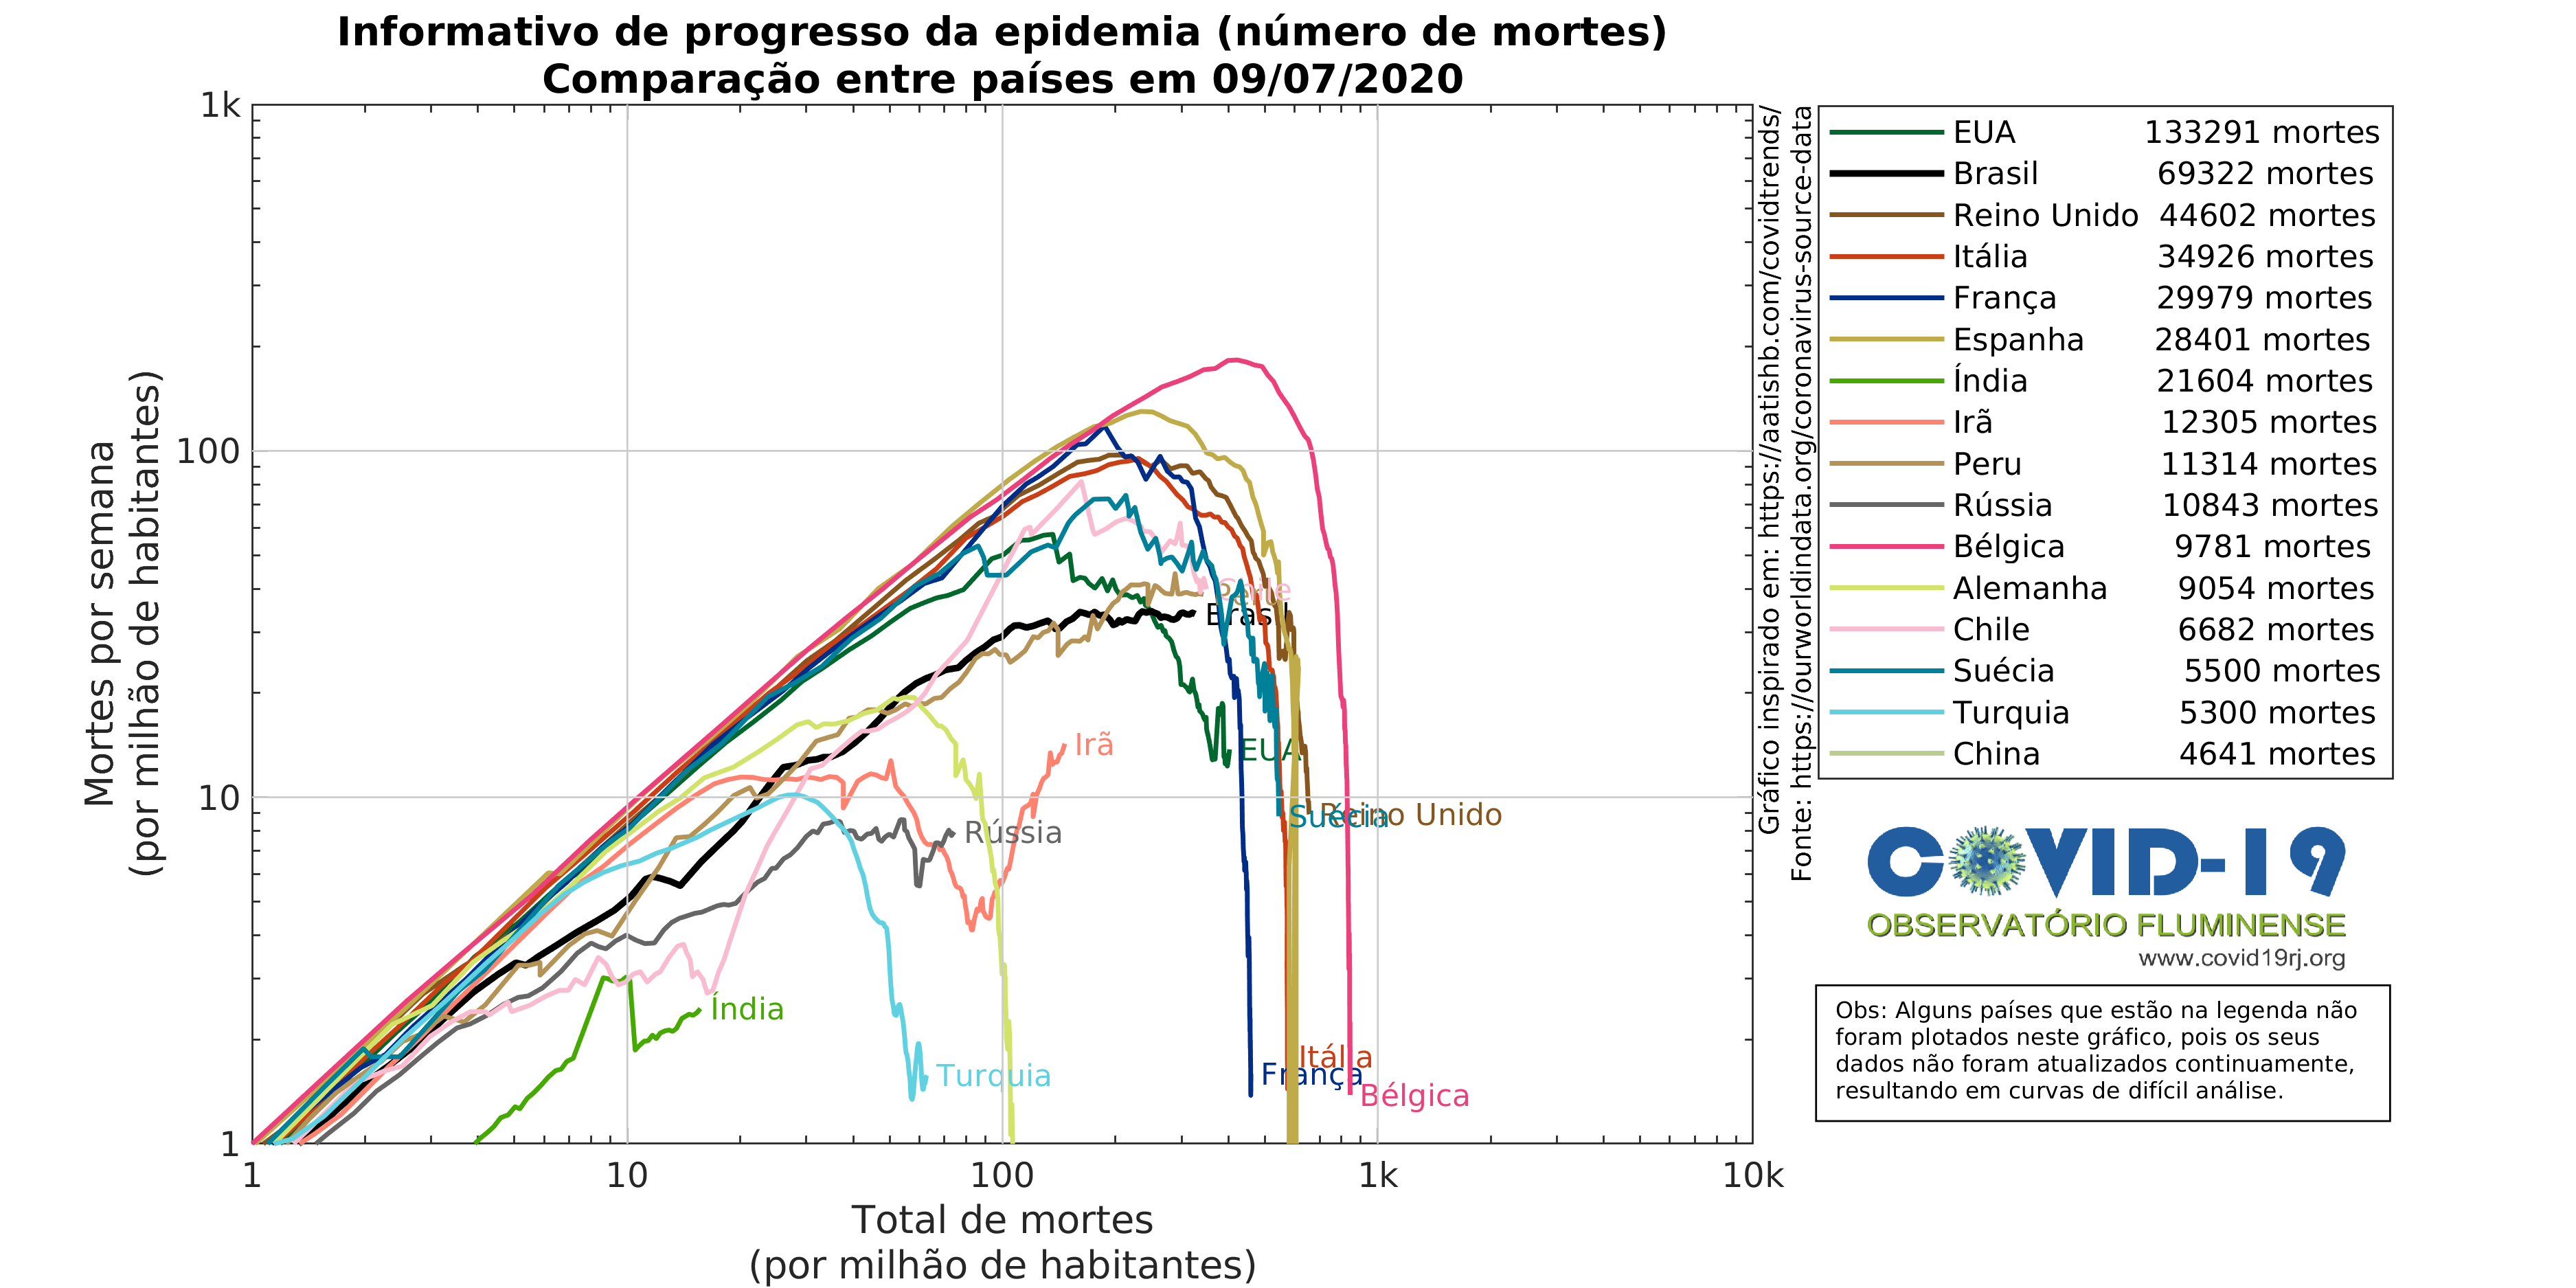 Informativo de progresso da epidemia (número de mortes)
Comparação entre países em 09/07/2020
1k
100
10
1
Mortes por semana
(por milhão de habitantes)
1
10
100
1k
10k
Total de mortes
(por milhão de habitantes)
Chile
Peru
Brasil
Irã
EUA
Reino Unido
Suécia
Rússia
Índia
Turquia
Itália
França
Bélgica
Gráfico inspirado em: https://aatishb.com/covidtrends/
Fonte: https://ourworldindata.org/coronavirus-source-data
EUA 133291 mortes
Brasil 69322 mortes
Reino Unido 44602 mortes
Itália 34926 mortes
França 29979 mortes
Espanha 28401 mortes
Índia 21604 mortes
Irã 12305 mortes
Peru 11314 mortes
Rússia 10843 mortes
Bélgica 9781 mortes
Alemanha 9054 mortes
Chile 6682 mortes
Suécia 5500 mortes
Turquia 5300 mortes
China 4641 mortes
COVID-19
OBSERVATÓRIO FLUMINENSE
www.covid19rj.org
Obs: Alguns países que estão na legenda não
foram plotados neste gráfico, pois os seus
dados não foram atualizados continuamente,
resultando em curvas de difícil análise.